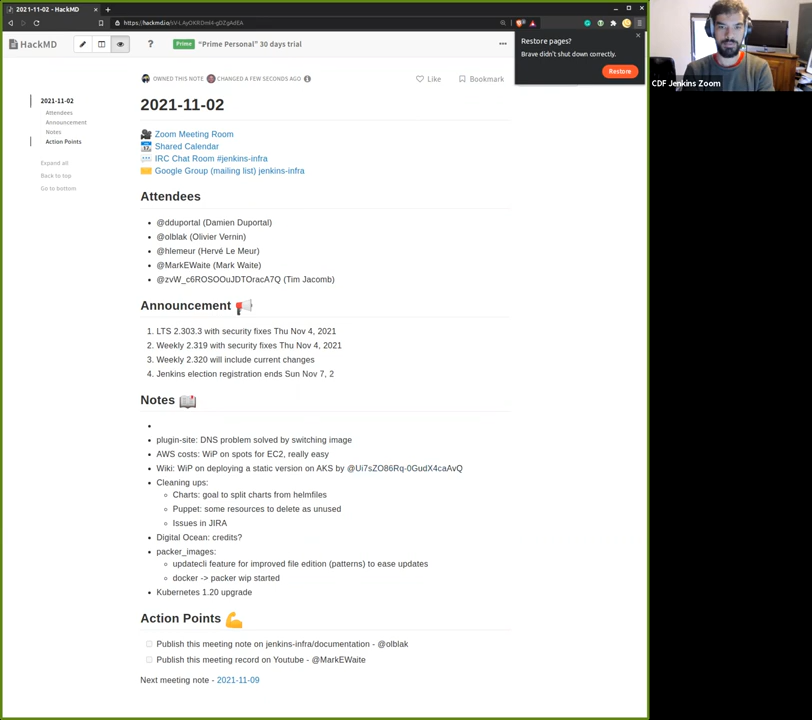 2021-11-02
https://hackmd.io/
HackMD
Prime
“Prime Personal” 30 days trial
Restore pages?
Brave didn't shut down correctly.
Restore
CDF Jenkins Zoom
OWNED THIS NOTE
CHANGED A FEW SECONDS AGO
Like
Bookmark
2021-11-02
Attendees
Announcement
Notes
Action Points
Expand all
Back to top
Go to bottom
2021-11-02
Zoom Meeting Room
Shared Calendar
IRC Chat Room #jenkins-infra
Google Group (mailing list) jenkins-infra
Attendees
@dduportal (Damien Duportal)
@olblak (Olivier Vernin)
@hlemeur (Hervé Le Meur)
@MarkEWaite (Mark Waite)
@zvW_c6ROSOOuJDTOracA7Q (Tim Jacomb)
Announcement
1. LTS 2.303.3 with security fixes Thu Nov 4, 2021
2. Weekly 2.319 with security fixes Thu Nov 4, 2021
3. Weekly 2.320 will include current changes
4. Jenkins election registration ends Sun Nov 7, 2
Notes
plugin-site: DNS problem solved by switching image
AWS costs: WiP on spots for EC2, really easy
Wiki: WiP on deploying a static version on AKS by @Ui7sZO86Rq-0GudX4caAvQ
Cleaning ups:
Charts: goal to split charts from helmfiles
Puppet: some resources to delete as unused
Issues in JIRA
Digital Ocean: credits?
packer_images:
updatecli feature for improved file edition (patterns) to ease updates
docker -> packer wip started
Kubernetes 1.20 upgrade
Action Points
Publish this meeting note on jenkins-infra/documentation - @olblak
Publish this meeting record on Youtube - @MarkEWaite
Next meeting note - 2021-11-09